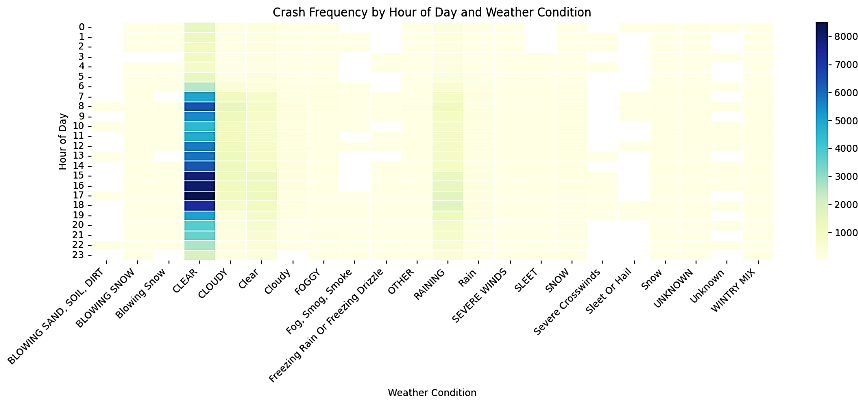 Crash Frequency by Hour of Day and Weather Condition
Hour of Day
0
1
2
3
4
5
6
7
8
9
10
11
12
13
14
15
16
17
18
19
20
21
22
23
BLOWING SAND, SOIL, DIRT
BLOWING SNOW
Blowing Snow
CLEAR
CLOUDY
Clear
Cloudy
FOGGY
Fog, Smog, Smoke
Freezing Rain Or Freezing Drizzle
OTHER
RAINING
Rain
SEVERE WINDS
SLEET
SNOW
Severe Crosswinds
Sleet Or Hail
Snow
UNKNOWN
Unknown
WINTRY MIX
Weather Condition
8000
7000
6000
5000
4000
3000
2000
1000